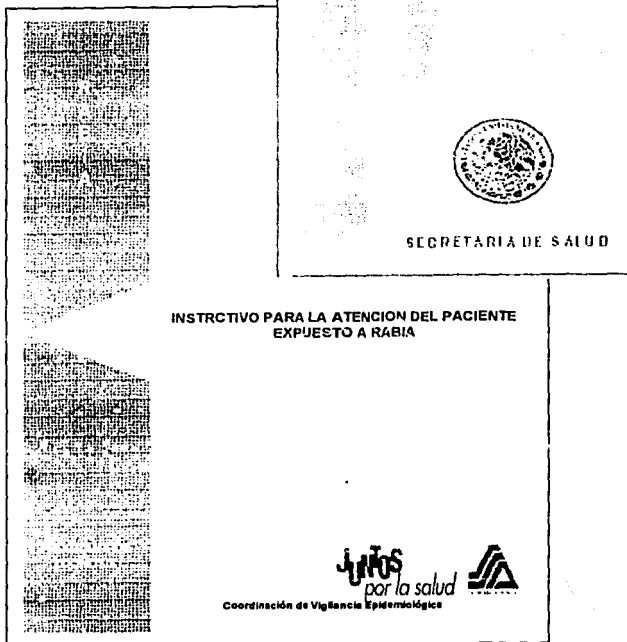 SECRETARIA DE SALUD
INSTRCTIVO PARA LA ATENCION DEL PACIENTE
EXPUESTO A RABIA
JUNTOS
por la salud
Coordinación de Vigilancia Epidemiológica